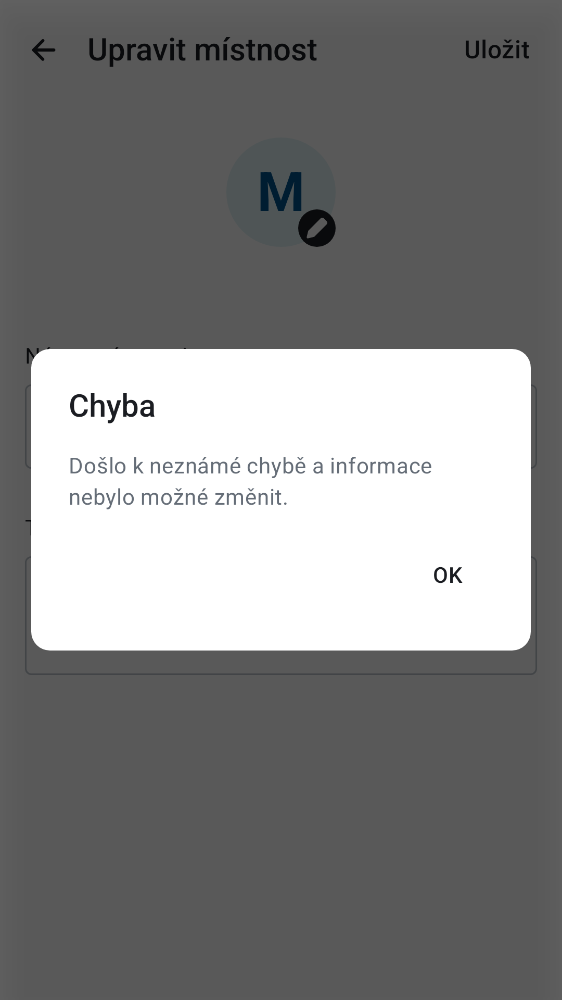 Upravit místnost
Uložit
M
Chyba
Došlo k neznámé chybě a informace
nebylo možné změnit.
OK